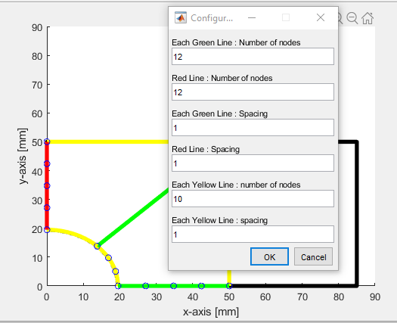 Configur...
Each Green Line : Number of nodes
12
Red Line : Number of nodes
12
Each Green Line : Spacing
1
Red Line : Spacing
1
Each Yellow Line : number of nodes
10
Each Yellow Line : spacing
1
OK Cancel
90
80
70
60
50
40
30
20
10
0
y-axis [mm]
0 10 20 30 40 50 60 70 80 90
x-axis [mm]